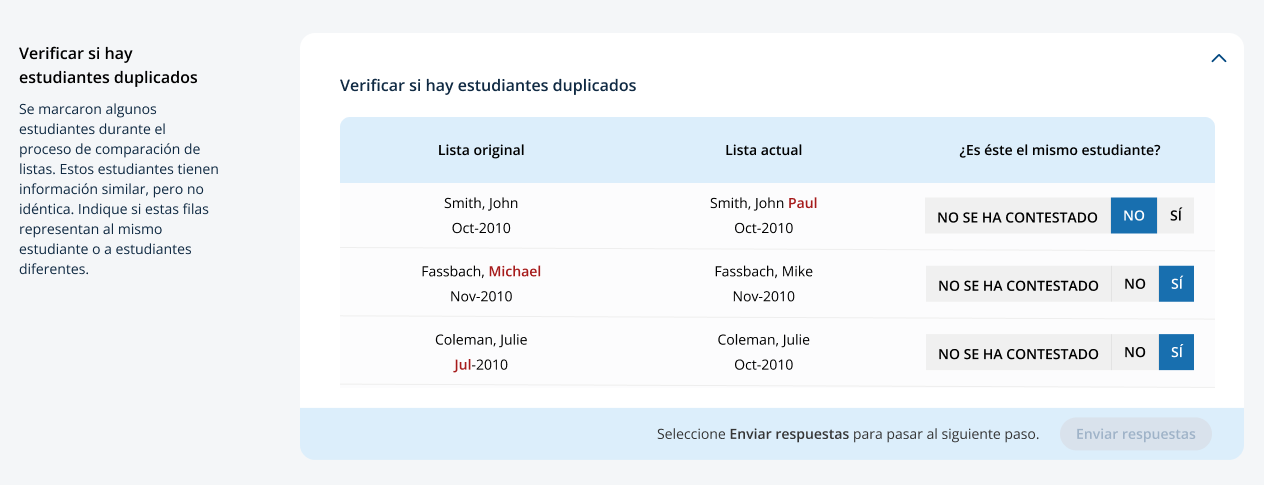 Verificar si hay
estudiantes duplicados
Se marcaron algunos
estudiantes durante el
proceso de comparación de
listas. Estos estudiantes tienen
información similar, pero no
idéntica. Indique si estas filas
representan al mismo
estudiante o a estudiantes
diferentes.
Verificar si hay estudiantes duplicados
Lista original Lista actual ¿Es éste el mismo estudiante?
Smith, John Smith, John Paul
Oct-2010 Oct-2010
NO SE HA CONTESTADO NO SÍ
Fassbach, Michael Fassbach, Mike
Nov-2010 Nov-2010
NO SE HA CONTESTADO NO SÍ
Coleman, Julie Coleman, Julie
Jul-2010 Oct-2010
NO SE HA CONTESTADO NO SÍ
Seleccione Enviar respuestas para pasar al siguiente paso. Enviar respuestas